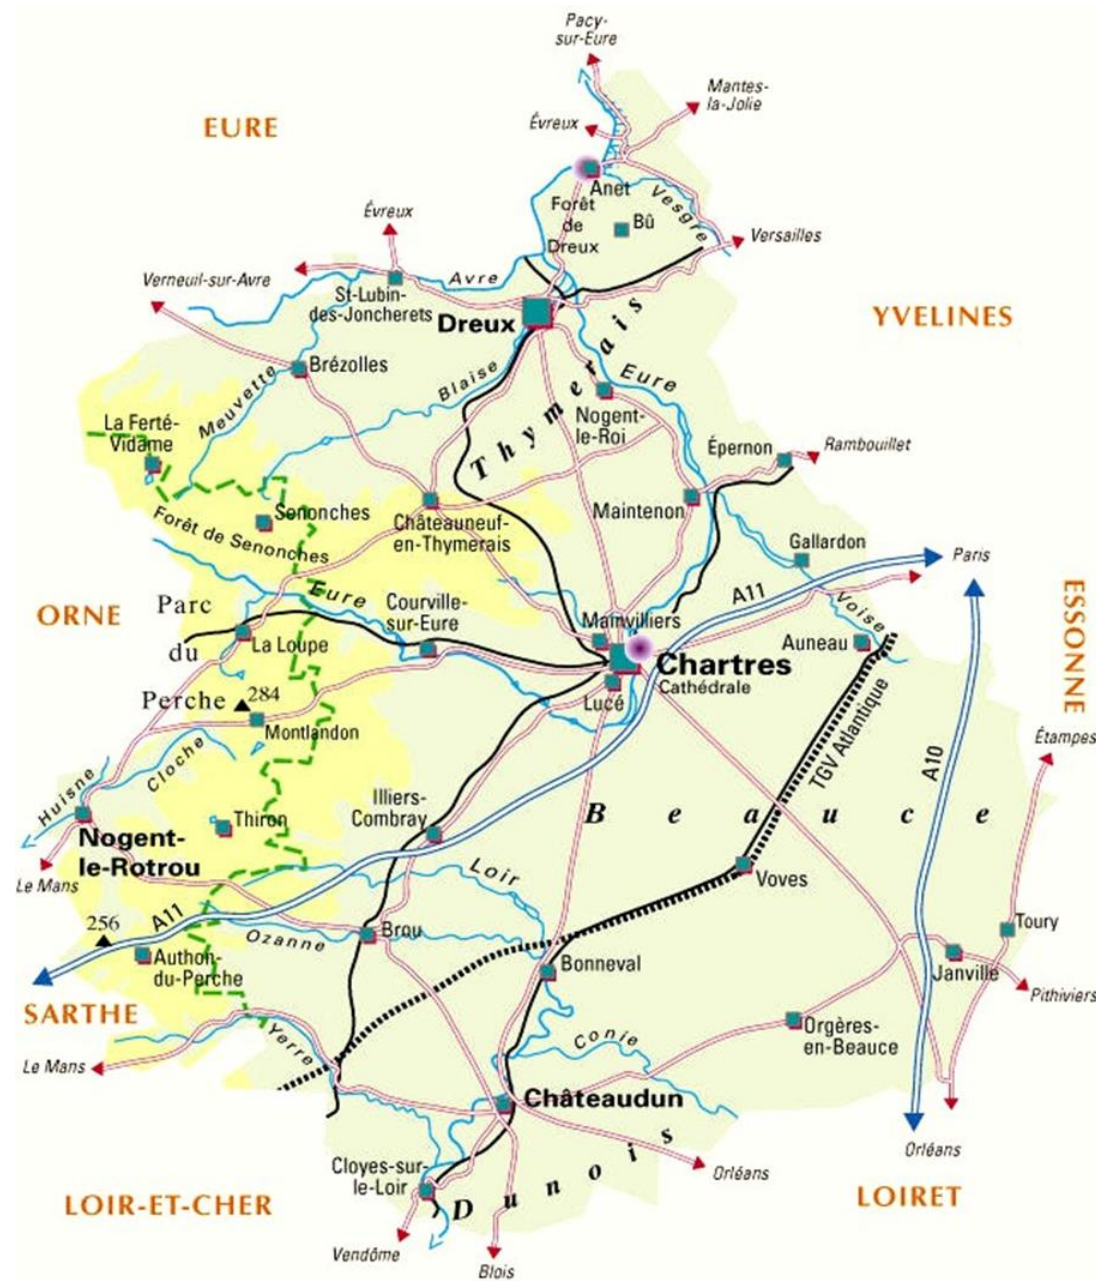 Pacy-
sur-Eure
Mantes-
la-Jolie
EURE
Évreux
Anet
Vesgre
Forêt
de
Dreux
Bû
Évreux
Versailles
Verneuil-sur-Avre
Avre
St-Lubin-
des-Joncherets
Dreux
YVELINES
Thymerais
Brézolles
Blaise
Eure
Meuvette
La Ferté-
Vidame
Nogent-
le-Roi
Épernon
Rambouillet
Senonches
Forêt de Senonches
Châteauneuf-
en-Thymerais
Maintenon
Gallardon
Paris
ORNE
Parc
du
Perche
Eure
Courville-
sur-Eure
A11
Mainvilliers
Voise
ESSONNE
La Loupe
Auneau
Chartres
Cathédrale
Lucé
284
Montlandon
TGV Atlantique
A10
Étampes
Cloche
Huisne
Illiers-
Combray
Beauce
Thiron
Nogent-
le-Rotrou
Le Mans
Loir
Voves
256
A11
Ozanne
Brou
Toury
Authon-
du-Perche
Bonneval
Janville
Pithiviers
SARTHE
Orgères-
en-Beauce
Yerre
Conie
Le Mans
Châteaudun
Orléans
Dunois
Orléans
Cloyes-sur-
le-Loir
LOIR-ET-CHER
LOIRET
Vendôme
Blois